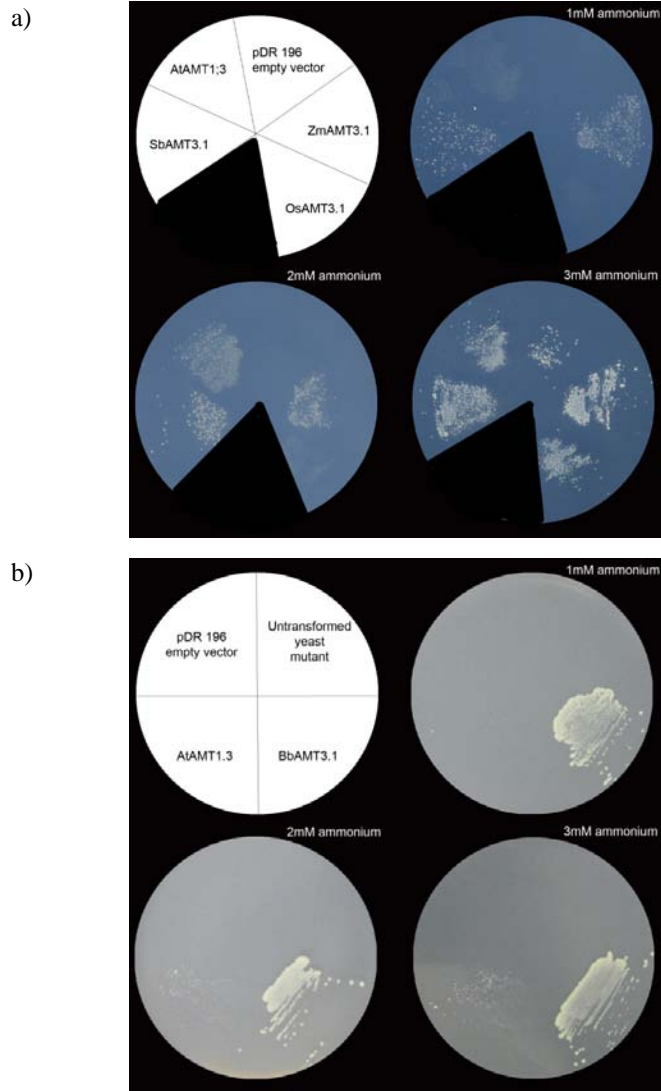 a)
1mM ammonium
pDR 196
empty vector
AtAMT1;3
ZmAMT3.1
SbAMT3.1
OsAMT3.1
2mM ammonium
3mM ammonium
b)
1mM ammonium
pDR 196
empty vector
Untransformed
yeast
mutant
AtAMT1.3
BbAMT3.1
2mM ammonium
3mM ammonium